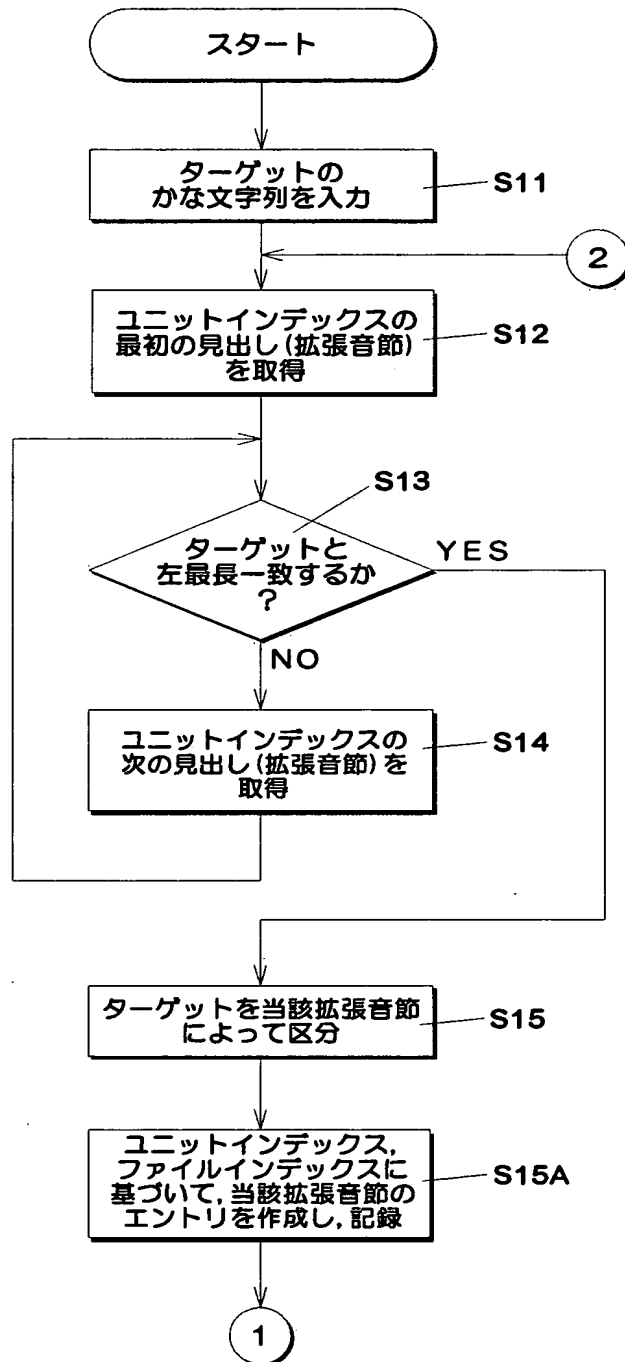 スタート
ターゲットの
かな文字列を入力
S11
2
ユニットインデックスの
最初の見出し(拡張音節)
を取得
S12
S13
ターゲットと
左最長一致するか
?
YES
NO
ユニットインデックスの
次の見出し(拡張音節)を
取得
S14
ターゲットを当該拡張音節
によって区分
S15
ユニットインデックス,
ファイルインデックスに
基づいて,当該拡張音節の
エントリを作成し,記録
S15A
1